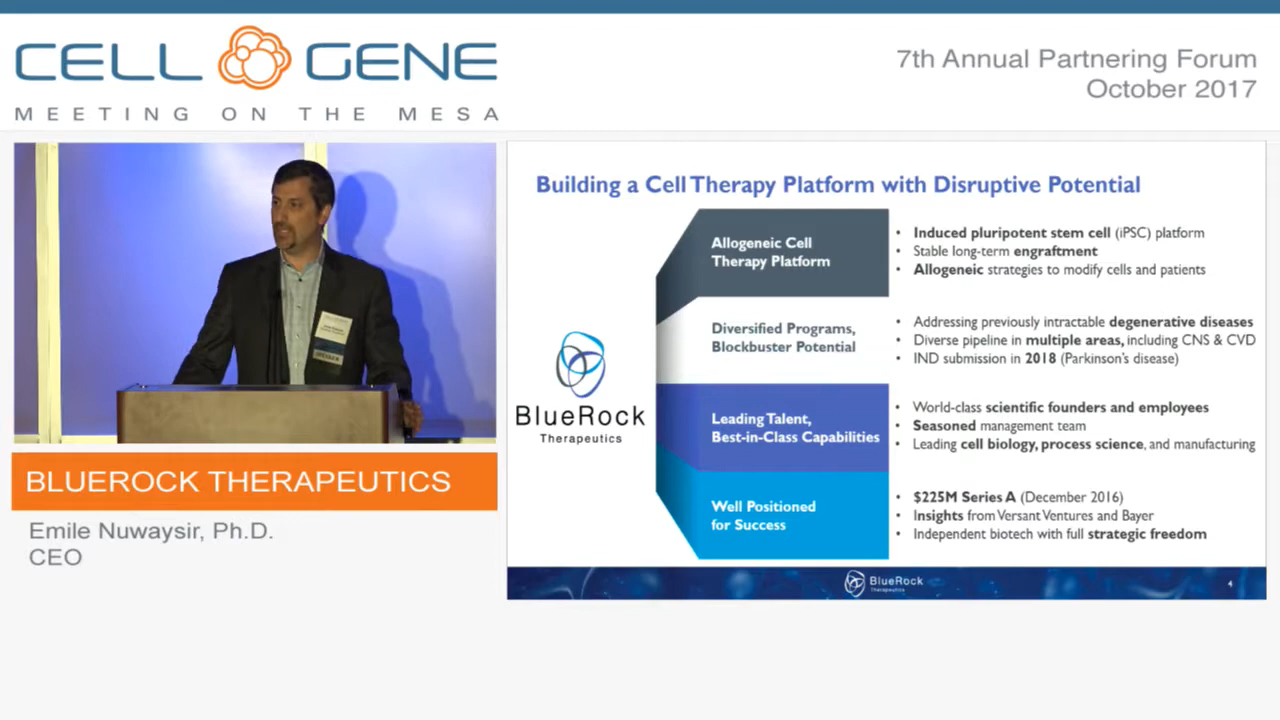 CELL GENE
MEETING ON THE MESA
7th Annual Partnering Forum
October 2017
Building a Cell Therapy Platform with Disruptive Potential
Allogeneic Cell
Therapy Platform
• Induced pluripotent stem cell (iPSC) platform
• Stable long-term engraftment
• Allogeneic strategies to modify cells and patients
Diversified Programs,
Blockbuster Potential
• Addressing previously intractable degenerative diseases
• Diverse pipeline in multiple areas, including CNS & CVD
• IND submission in 2018 (Parkinson's disease)
BlueRock
Therapeutics
Leading Talent,
Best-in-Class Capabilities
• World-class scientific founders and employees
• Seasoned management team
• Leading cell biology, process science, and manufacturing
Well Positioned
for Success
• $225M Series A (December 2016)
• Insights from Versant Ventures and Bayer
• Independent biotech with full strategic freedom
BlueRock
Therapeutics
4
BLUEROCK THERAPEUTICS
Emile Nuwaysir, Ph.D.
CEO